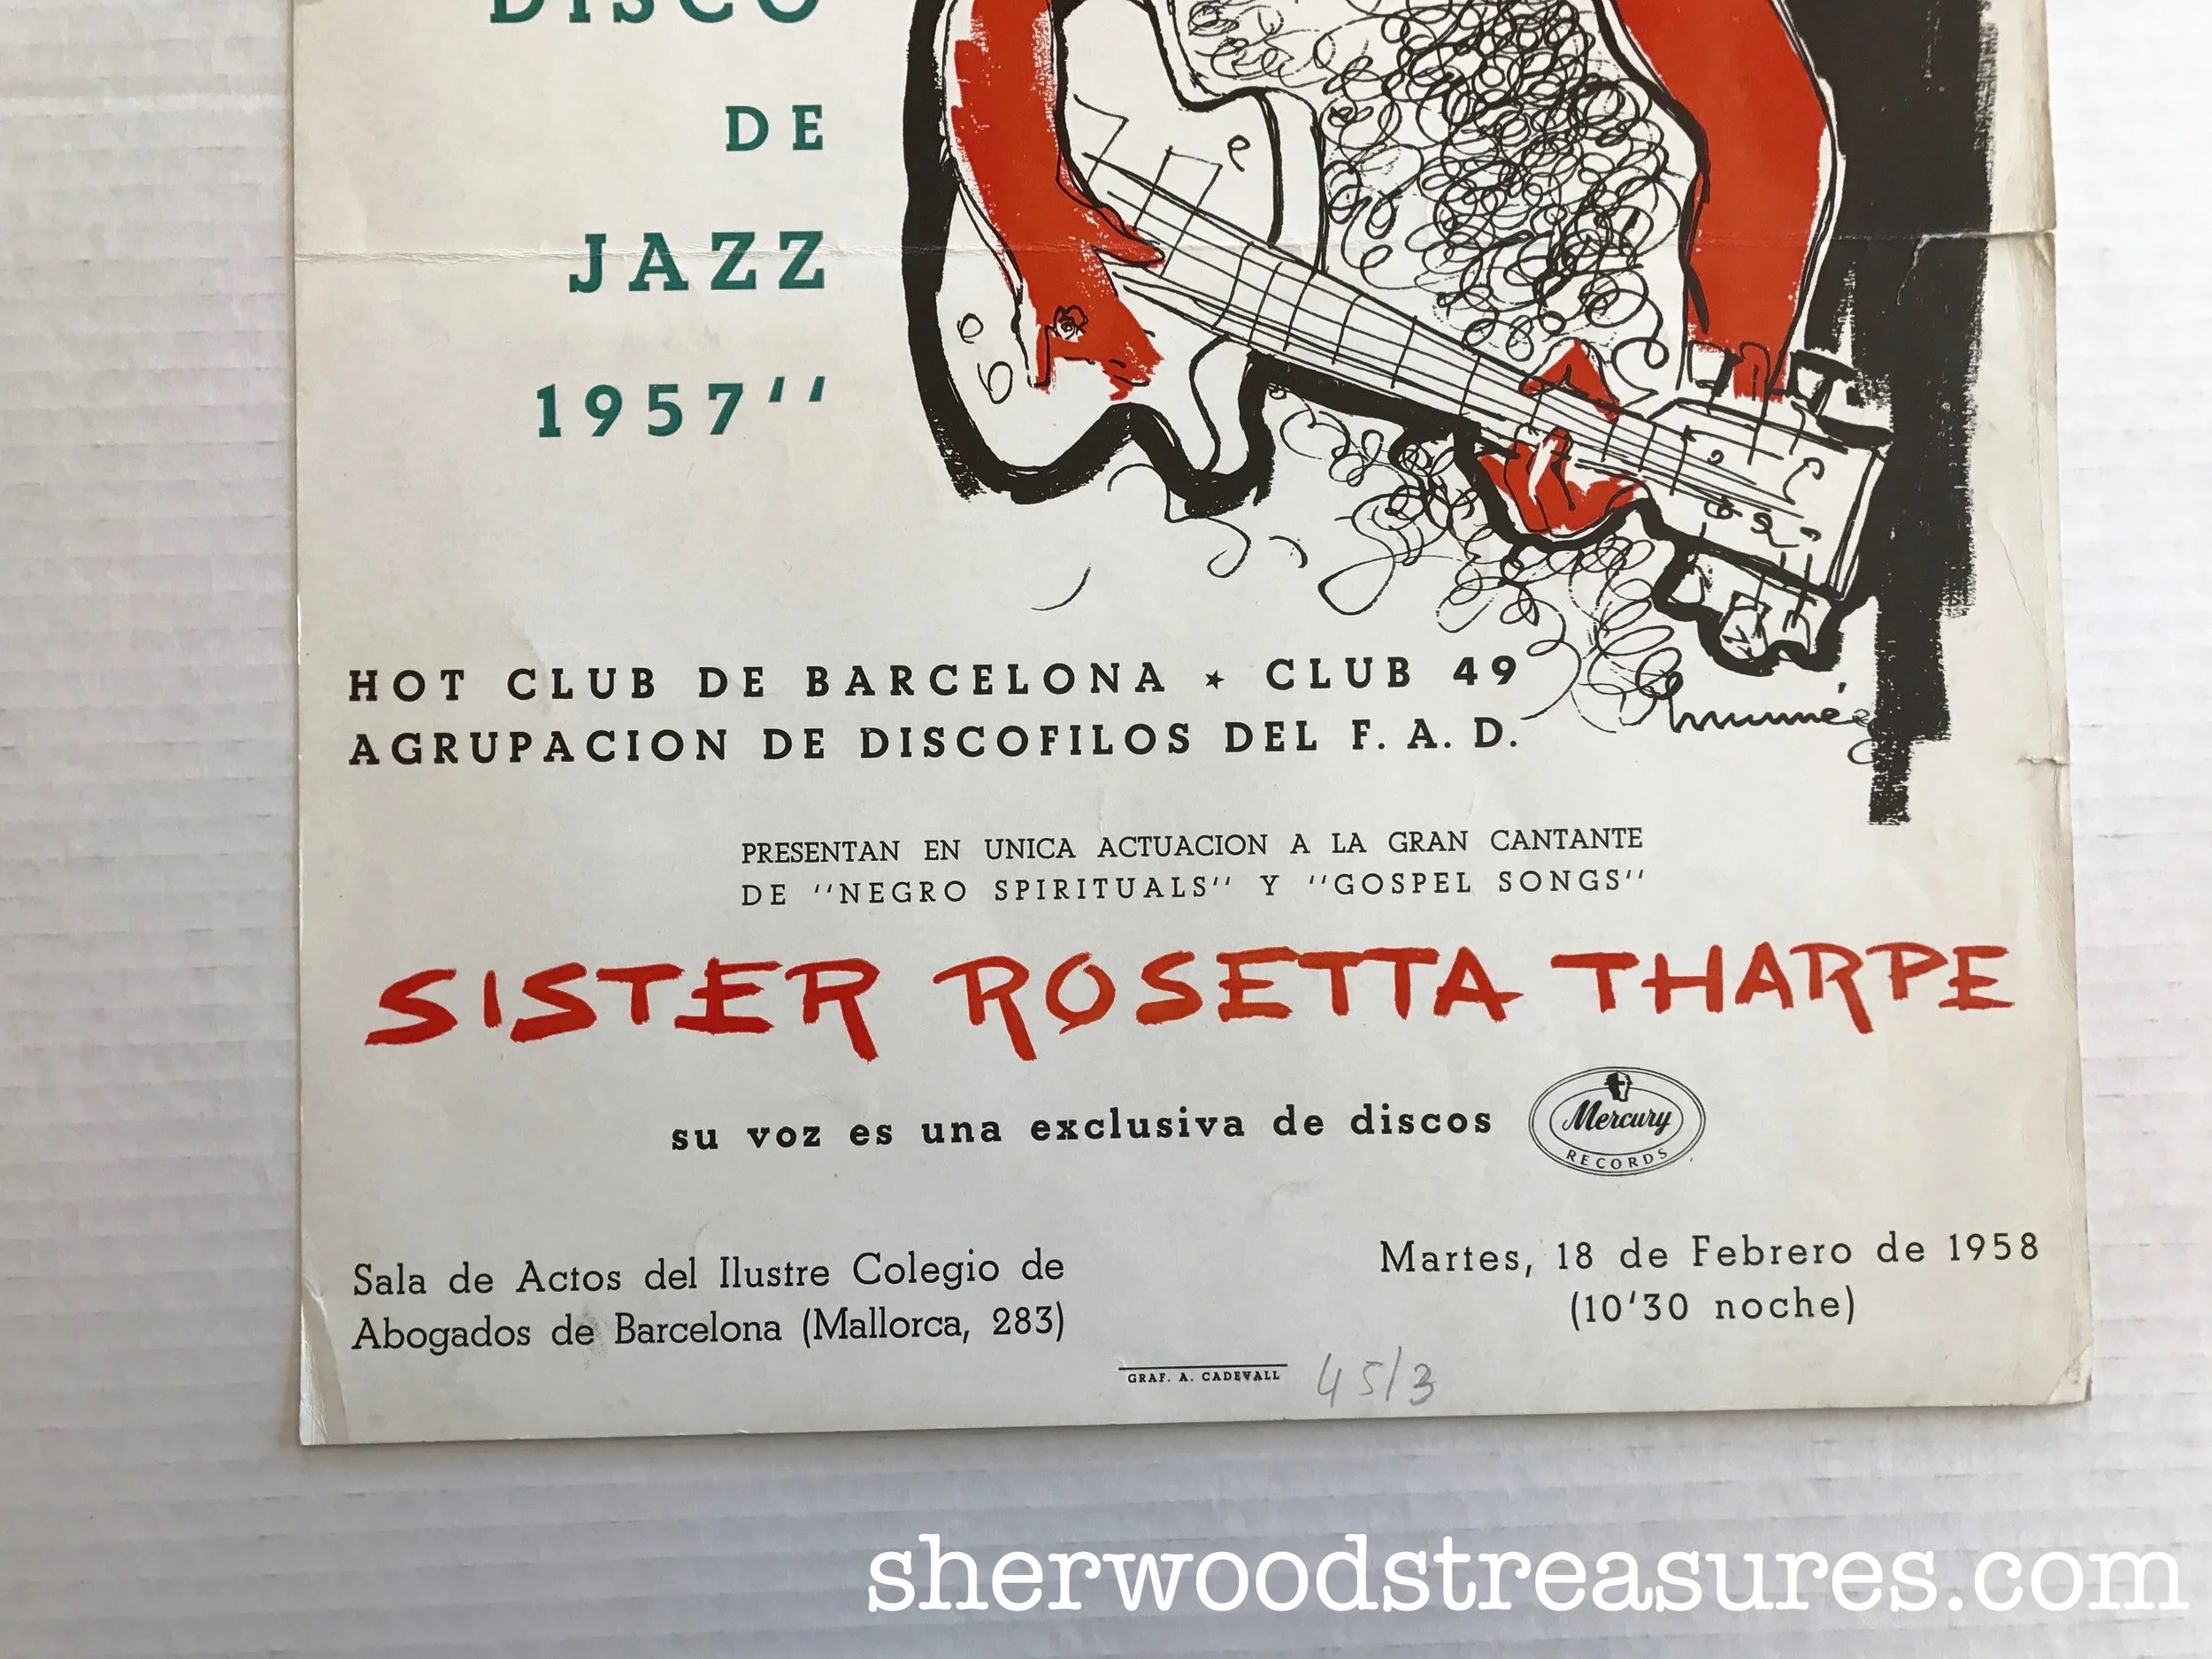 DISCO
DE
JAZZ
1957''
HOT CLUB DE BARCELONA ★ CLUB 49
AGRUPACION DE DISCOFILOS DEL F. A. D.
PRESENTAN EN UNICA ACTUACION A LA GRAN CANTANTE
DE ''NEGRO SPIRITUALS'' Y ''GOSPEL SONGS''
SISTER ROSETTA THARPE
su voz es una exclusiva de discos
Mercury
RECORDS
Sala de Actos del Ilustre Colegio de
Abogados de Barcelona (Mallorca, 283)
Martes, 18 de Febrero de 1958
(10'30 noche)
GRAF. A. CADEVALL
45/3
sherwoodstreasures.com